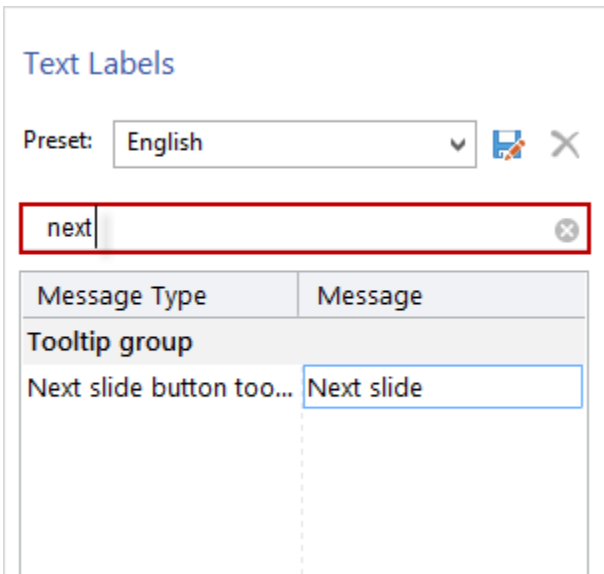 Text Labels
Preset: English
next
Message Type Message
Tooltip group
Next slide button too... Next slide